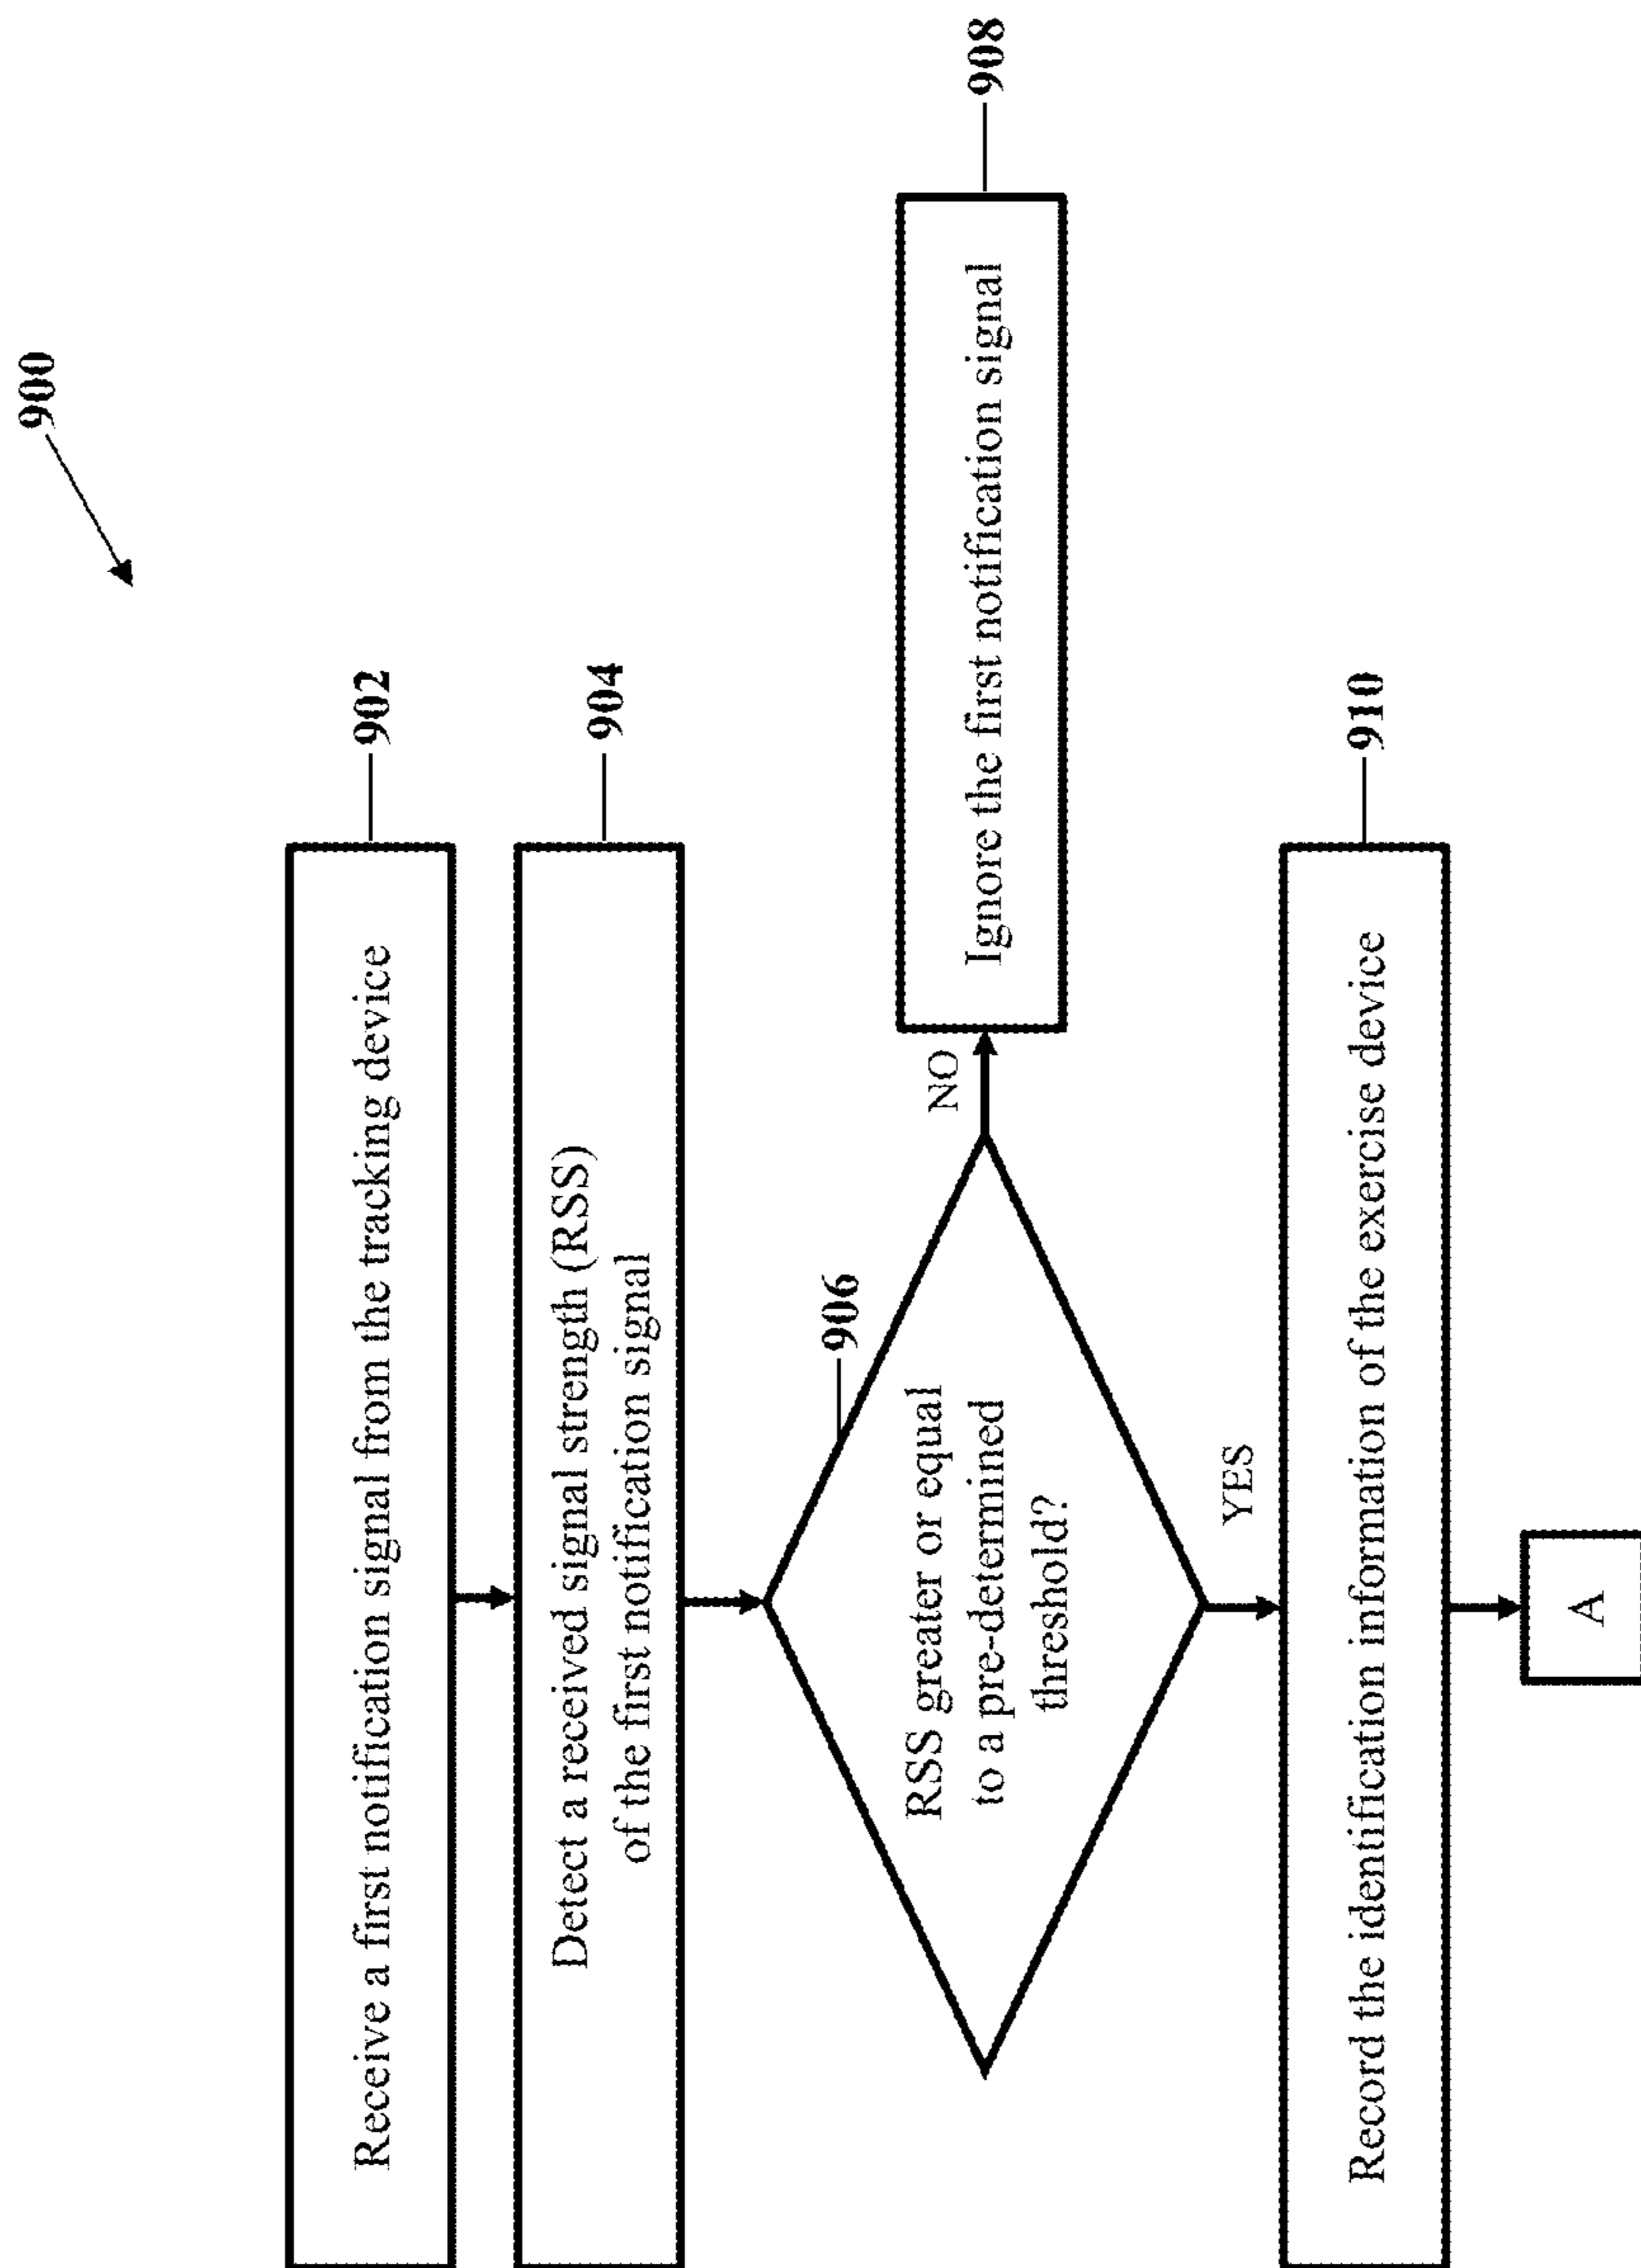 900
Receive a first notification signal from the tracking device
902
Detect a received signal strength (RSS)
of the first notification signal
904
906
RSS greater or equal
to a pre-determined
threshold?
NO
Ignore the first notification signal
908
YES
Record the identification information of the exercise device
910
A